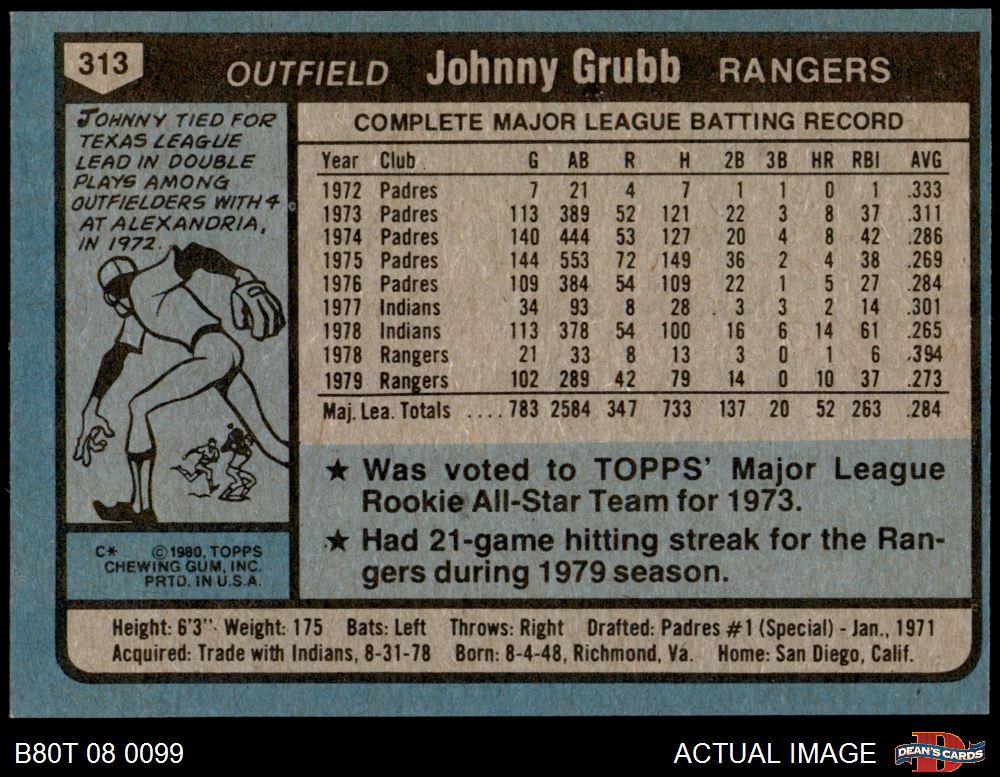 313
OUTFIELD Johnny Grubb RANGERS
JOHNNY TIED FOR
TEXAS LEAGUE
LEAD IN DOUBLE
PLAYS AMONG
OUTFIELDERS WITH 4
AT ALEXANDRIA,
IN 1972.
COMPLETE MAJOR LEAGUE BATTING RECORD
Year Club G AB R H 2B 3B HR RBI AVG
1972 Padres 7 21 4 7 1 1 0 1 .333
1973 Padres 113 389 52 121 22 3 8 37 .311
1974 Padres 140 444 53 127 20 4 8 42 .286
1975 Padres 144 553 72 149 36 2 4 38 .269
1976 Padres 109 384 54 109 22 1 5 27 .284
1977 Indians 34 93 8 28 3 3 2 14 .301
1978 Indians 113 378 54 100 16 6 14 61 .265
1978 Rangers 21 33 8 13 3 0 1 6 .394
1979 Rangers 102 289 42 79 14 0 10 37 .273
Maj. Lea. Totals .... 783 2584 347 733 137 20 52 263 .284
★ Was voted to TOPPS' Major League
Rookie All-Star Team for 1973.
★ Had 21-game hitting streak for the Ran-
gers during 1979 season.
C* ©1980, TOPPS
CHEWING GUM, INC.
PRTD. IN U.S.A.
Height: 6'3" Weight: 175 Bats: Left Throws: Right Drafted: Padres #1 (Special) - Jan., 1971
Acquired: Trade with Indians, 8-31-78 Born: 8-4-48, Richmond, Va. Home: San Diego, Calif.
B80T 08 0099
ACTUAL IMAGE
D
DEAN'S CARDS